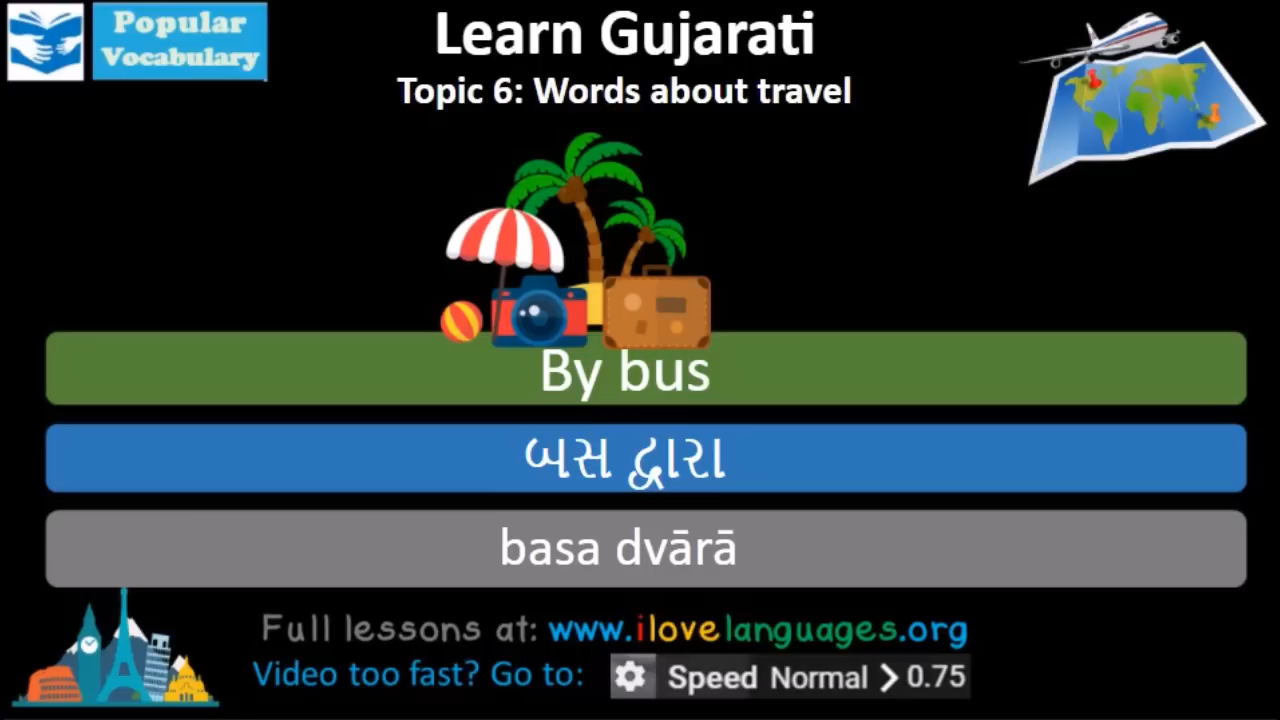 Popular
Vocabulary
Learn Gujarati
Topic 6: Words about travel
By bus
બસ દ્વારા
basa dvārā
Full lessons at: www.ilovelanguages.org
Video too fast? Go to: Speed Normal > 0.75